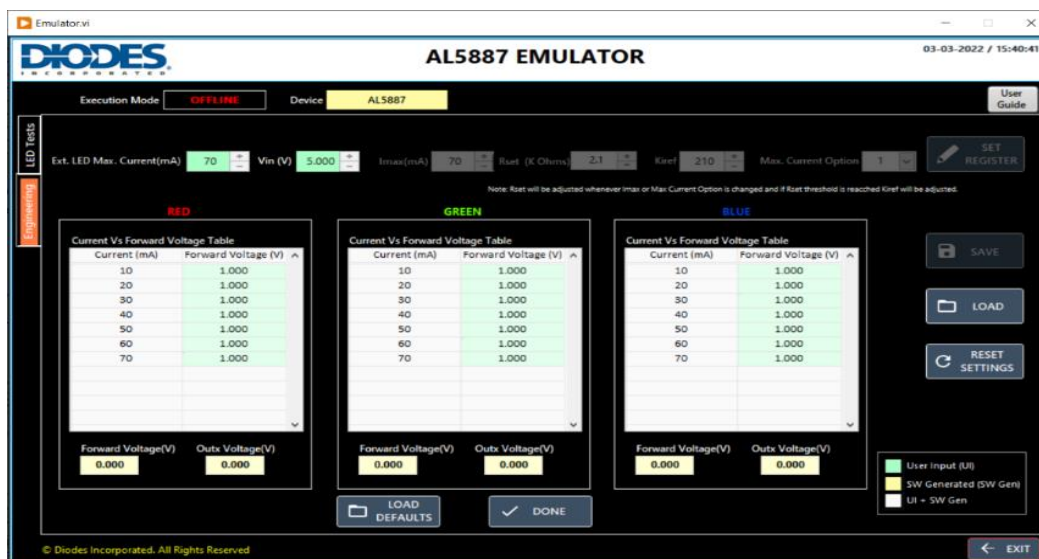 Emulator.vi
DIODES
INCORPORATED
AL5887 EMULATOR
03-03-2022 / 15:40:41
Execution Mode OFFLINE Device AL5887
User Guide
LED Tests
Engineering
Ext. LED Max. Current(mA) 70 Vin (V) 5.000 Imax(mA) 70 Rset (K Ohms) 2.1 Kiref 210 Max. Current Option 1
SET REGISTER
Note: Rset will be adjusted whenever Imax or Max Current Option is changed and if Rset threshold is reacched Kiref will be adjusted.
RED GREEN BLUE
Current Vs Forward Voltage Table Current Vs Forward Voltage Table Current Vs Forward Voltage Table
Current (mA) Forward Voltage (V) Current (mA) Forward Voltage (V) Current (mA) Forward Voltage (V)
10 1.000 10 1.000 10 1.000
20 1.000 20 1.000 20 1.000
30 1.000 30 1.000 30 1.000
40 1.000 40 1.000 40 1.000
50 1.000 50 1.000 50 1.000
60 1.000 60 1.000 60 1.000
70 1.000 70 1.000 70 1.000
SAVE
LOAD
RESET SETTINGS
Forward Voltage(V) Outx Voltage(V) Forward Voltage(V) Outx Voltage(V) Forward Voltage(V) Outx Voltage(V)
0.000 0.000 0.000 0.000 0.000 0.000
User Input (UI)
SW Generated (SW Gen)
UI + SW Gen
LOAD DEFAULTS
DONE
© Diodes Incorporated. All Rights Reserved
EXIT